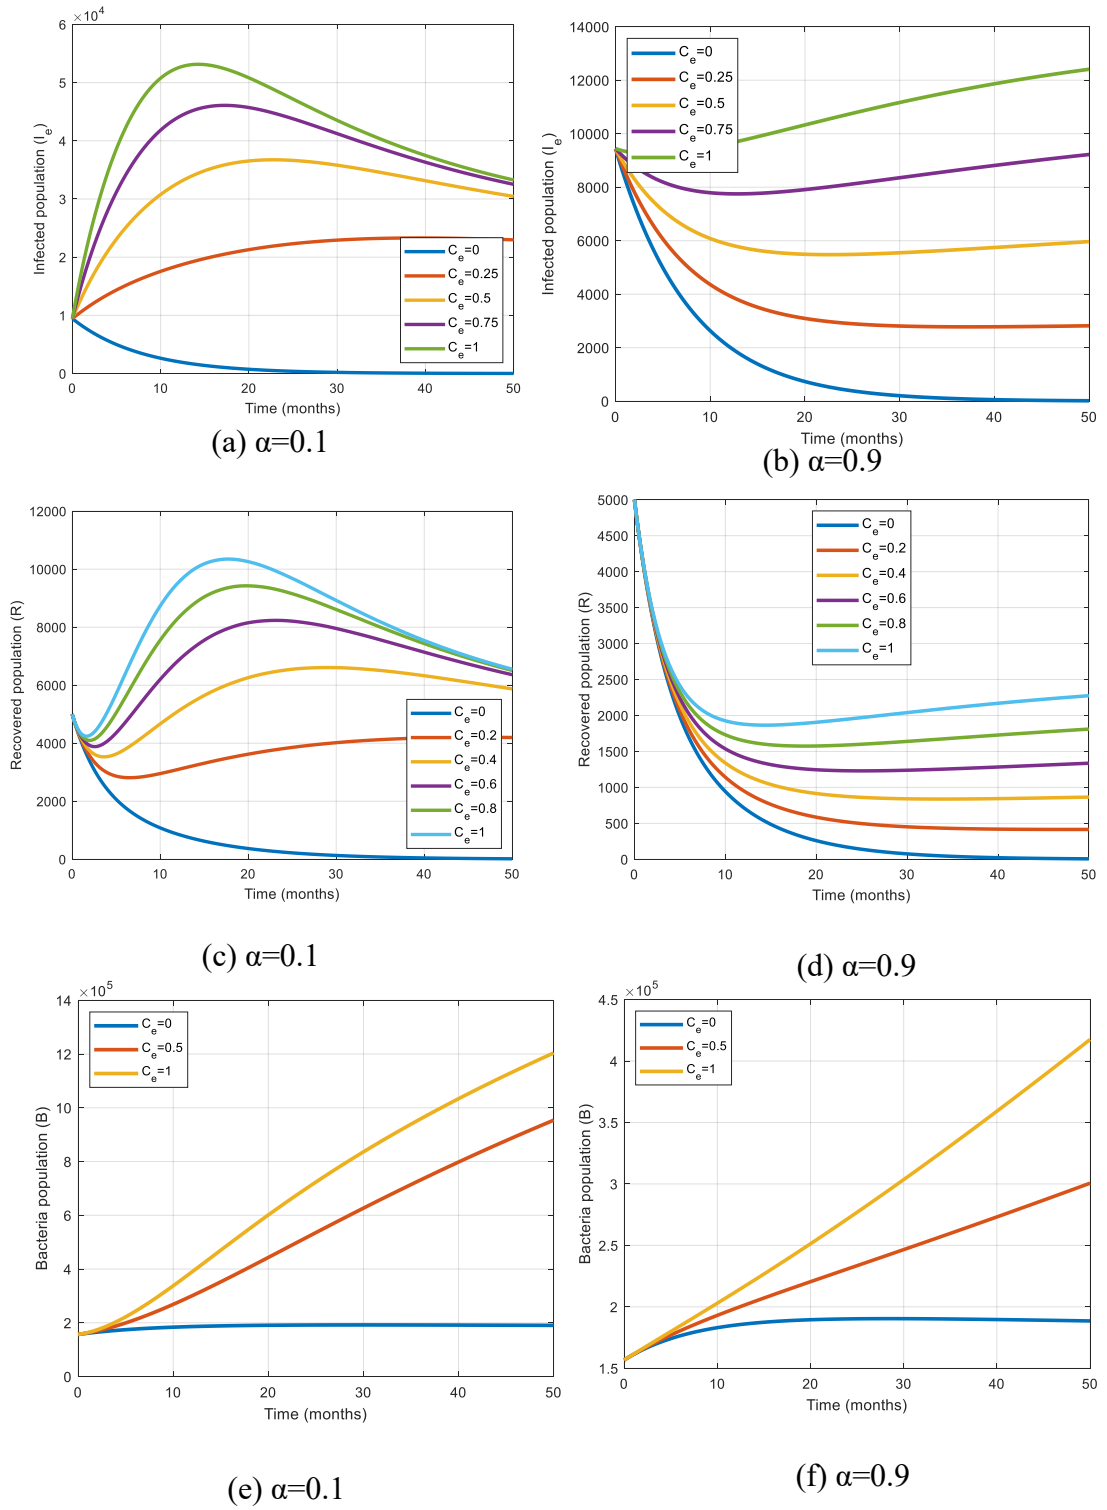 ×10⁴
6
5
4
3
2
1
0
0 10 20 30 40 50
Infected population (I_e)
Time (months)
C_e=0
C_e=0.25
C_e=0.5
C_e=0.75
C_e=1
(a) α=0.1
14000
12000
10000
8000
6000
4000
2000
0
0 10 20 30 40 50
Infected population (I_e)
Time (months)
C_e=0
C_e=0.25
C_e=0.5
C_e=0.75
C_e=1
(b) α=0.9
12000
10000
8000
6000
4000
2000
0
0 10 20 30 40 50
Recovered population (R)
Time (months)
C_e=0
C_e=0.2
C_e=0.4
C_e=0.6
C_e=0.8
C_e=1
(c) α=0.1
5000
4500
4000
3500
3000
2500
2000
1500
1000
500
0
0 10 20 30 40 50
Recovered population (R)
Time (months)
C_e=0
C_e=0.2
C_e=0.4
C_e=0.6
C_e=0.8
C_e=1
(d) α=0.9
×10⁵
14
12
10
8
6
4
2
0
0 10 20 30 40 50
Bacteria population (B)
Time (months)
C_e=0
C_e=0.5
C_e=1
(e) α=0.1
×10⁵
4.5
4
3.5
3
2.5
2
1.5
0 10 20 30 40 50
Bacteria population (B)
Time (months)
C_e=0
C_e=0.5
C_e=1
(f) α=0.9